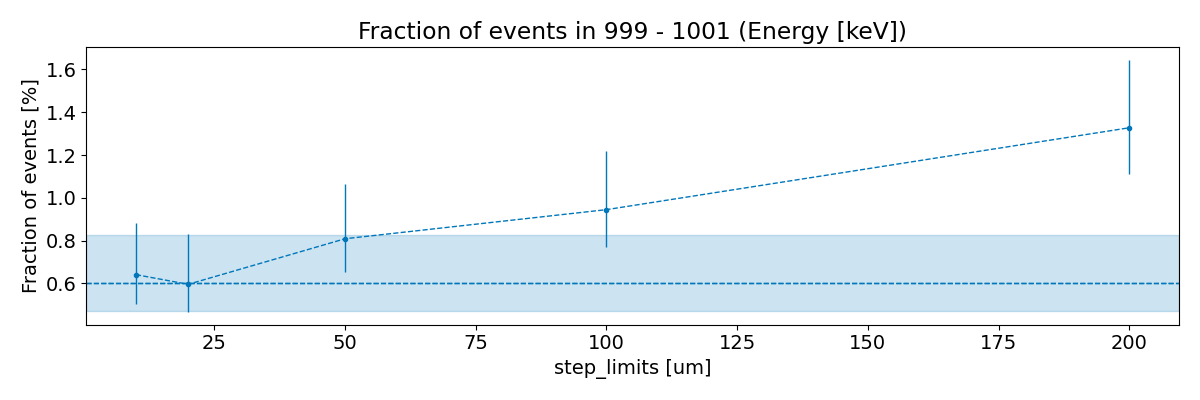 Fraction of events in 999 - 1001 (Energy [keV])
Fraction of events [%]
1.6
1.4
1.2
1.0
0.8
0.6
25 50 75 100 125 150 175 200
step_limits [um]